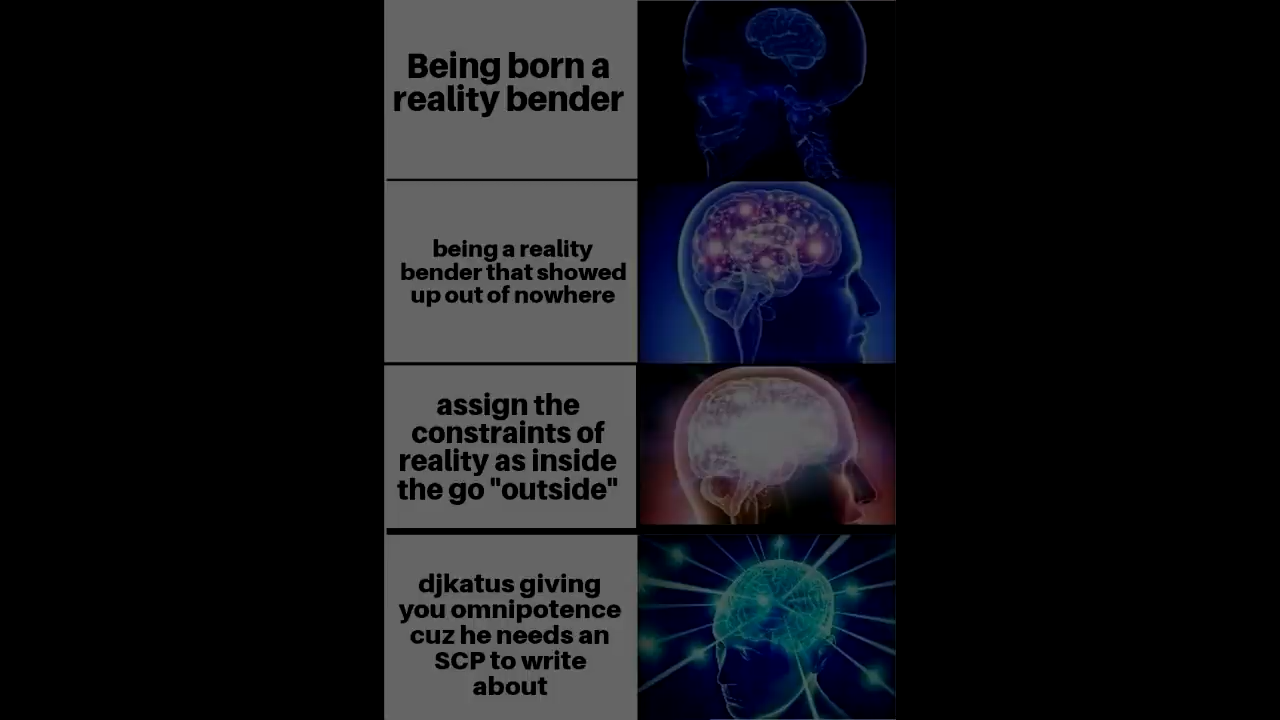 Being born a
reality bender
being a reality
bender that showed
up out of nowhere
assign the
constraints of
reality as inside
the go "outside"
djkatus giving
you omnipotence
cuz he needs an
SCP to write
about